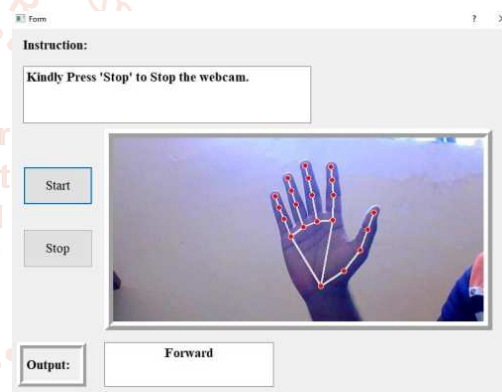 Form
?
Instruction:
Kindly Press 'Stop' to Stop the webcam.
Start
Stop
Output:
Forward